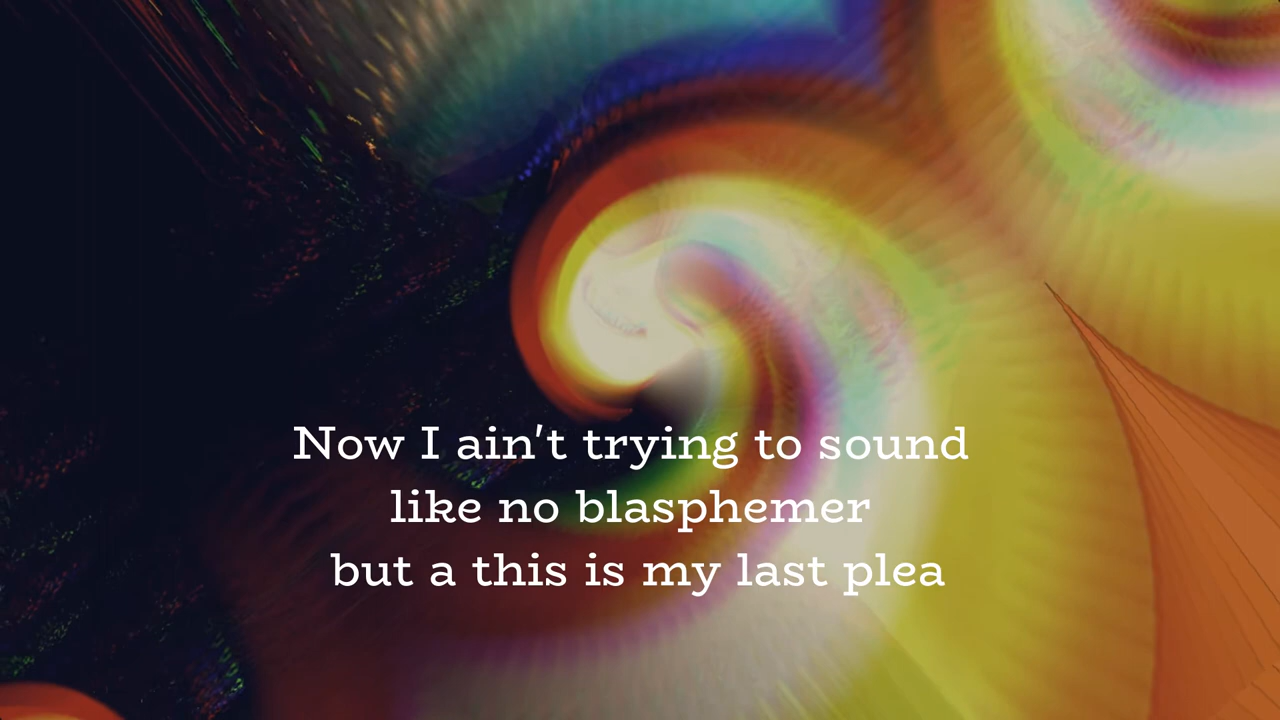 Now I ain't trying to sound
like no blasphemer
but a this is my last plea